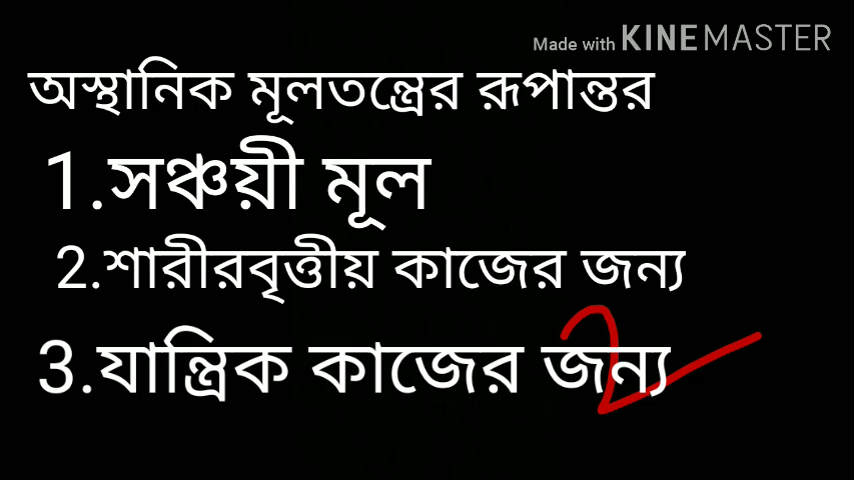 Made with KINEMASTER
অস্থানিক মূলতন্ত্রের রূপান্তর
1.সঞ্চয়ী মূল
2.শারীরবৃত্তীয় কাজের জন্য
3.যান্ত্রিক কাজের জন্য